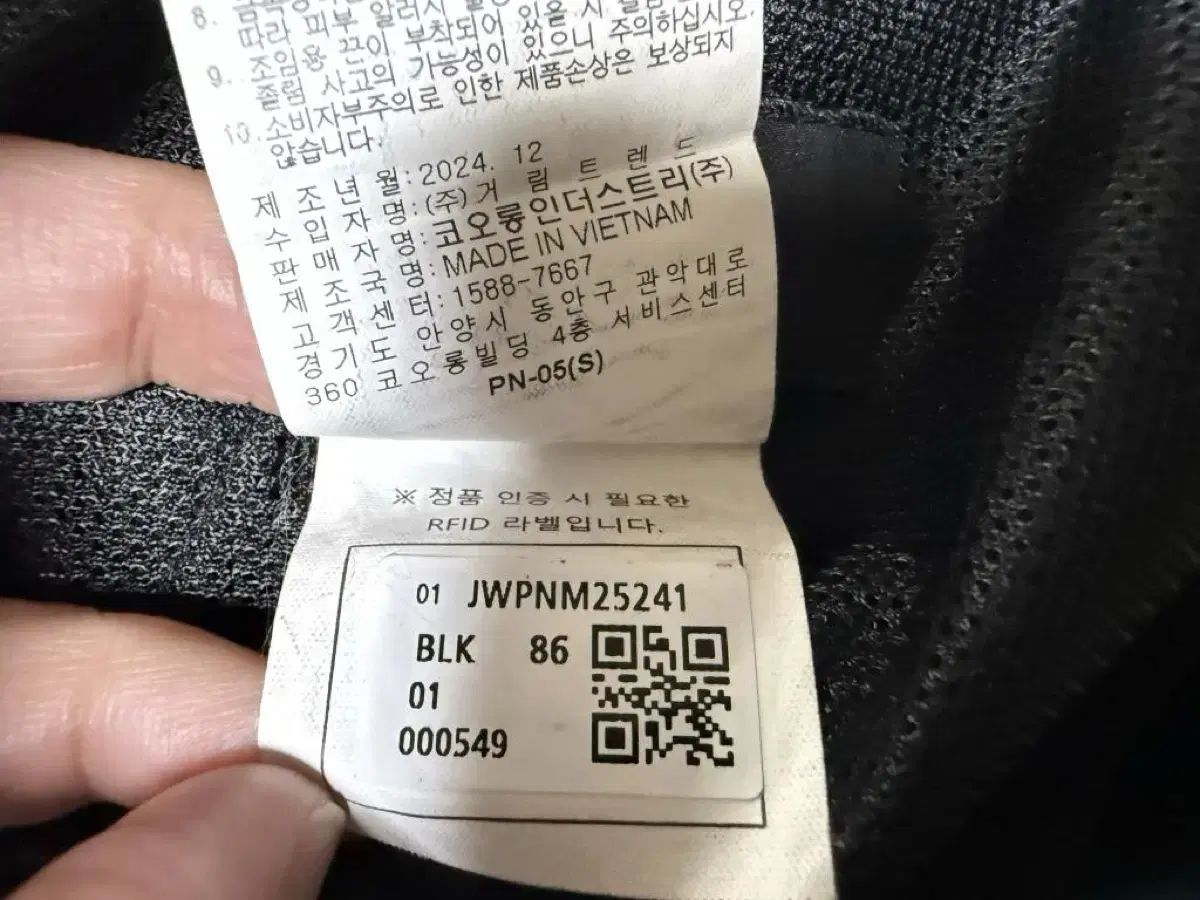 8.
따라 피부 알러지
부착되어 있을 시
9. 조임용 끈이
가능성이 있으니 주의하십시오.
졸림 사고의
10. 소비자부주의로 인한 제품손상은 보상되지
않습니다.
제 조 년 월: 2024. 12
수 입 자 명: (주) 거 림 트 렌 드
판 매 자 명: 코오롱인더스트리(주)
제 조 국 명: MADE IN VIETNAM
고 객 센 터: 1588-7667
경기도 안양시 동안구 관악대로
360 코오롱빌딩 4층 서비스센터
PN-05(S)
※ 정품 인증 시 필요한
RFID 라벨입니다.
01 JWPNM25241
BLK 86
01
000549